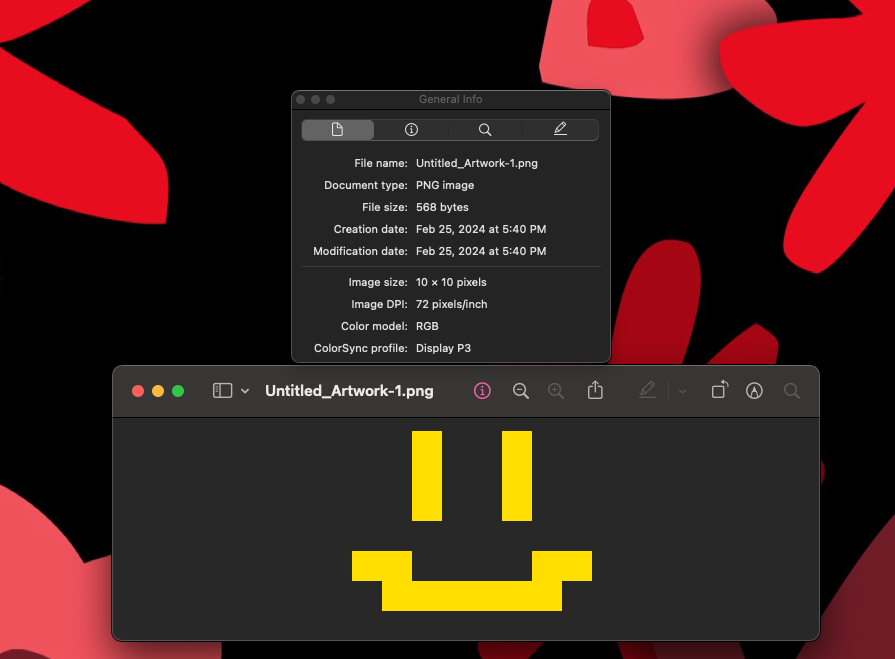 General Info
File name: Untitled_Artwork-1.png
Document type: PNG image
File size: 568 bytes
Creation date: Feb 25, 2024 at 5:40 PM
Modification date: Feb 25, 2024 at 5:40 PM
Image size: 10 × 10 pixels
Image DPI: 72 pixels/inch
Color model: RGB
ColorSync profile: Display P3
Untitled_Artwork-1.png